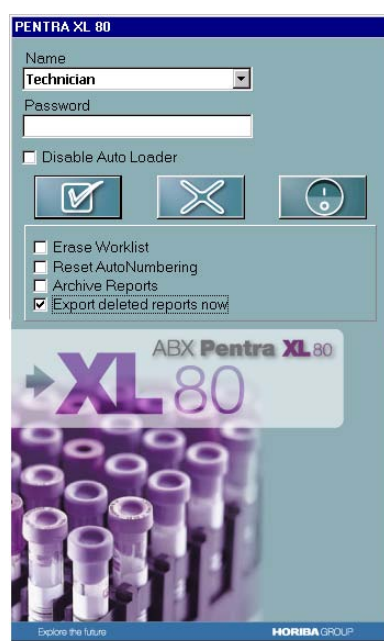 PENTRA XL 80
Name
Technician
Password
Disable Auto Loader
Erase Worklist
Reset AutoNumbering
Archive Reports
Export deleted reports now
ABX Pentra XL 80
XL 80
Explore the future
HORIBA GROUP